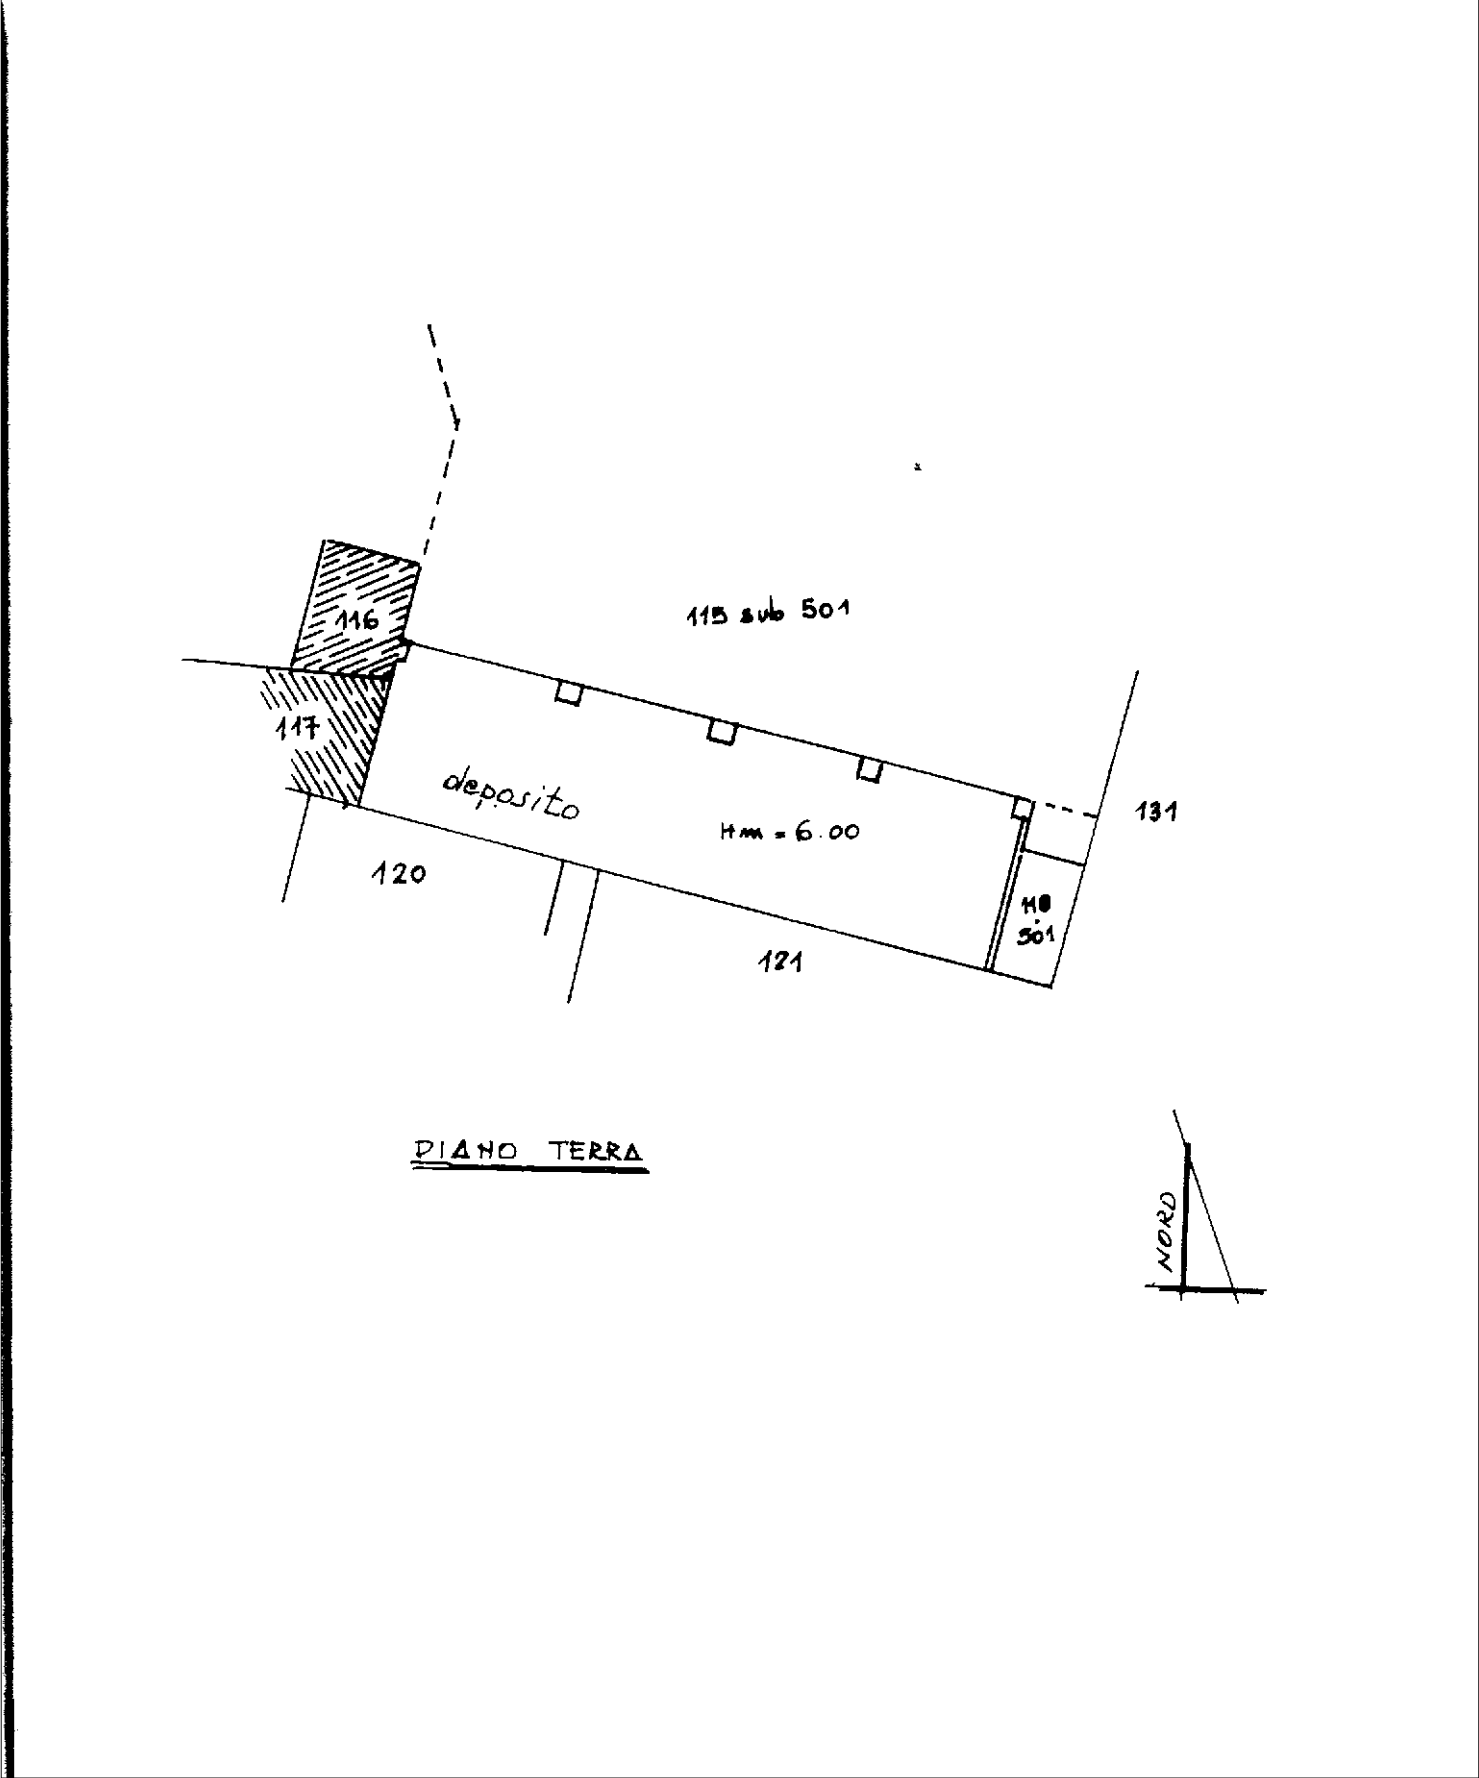 116
115 sub 501
117
deposito
Hm = 6.00
131
120
501
121
PIANO TERRA
NORD